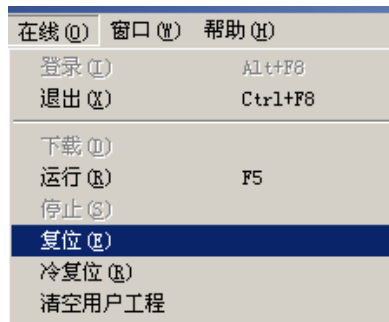 在线(O) 窗口(W) 帮助(H)
登录(I) Alt+F8
退出(X) Ctrl+F8
下载(D)
运行(R) F5
停止(S)
复位(E)
冷复位(R)
清空用户工程